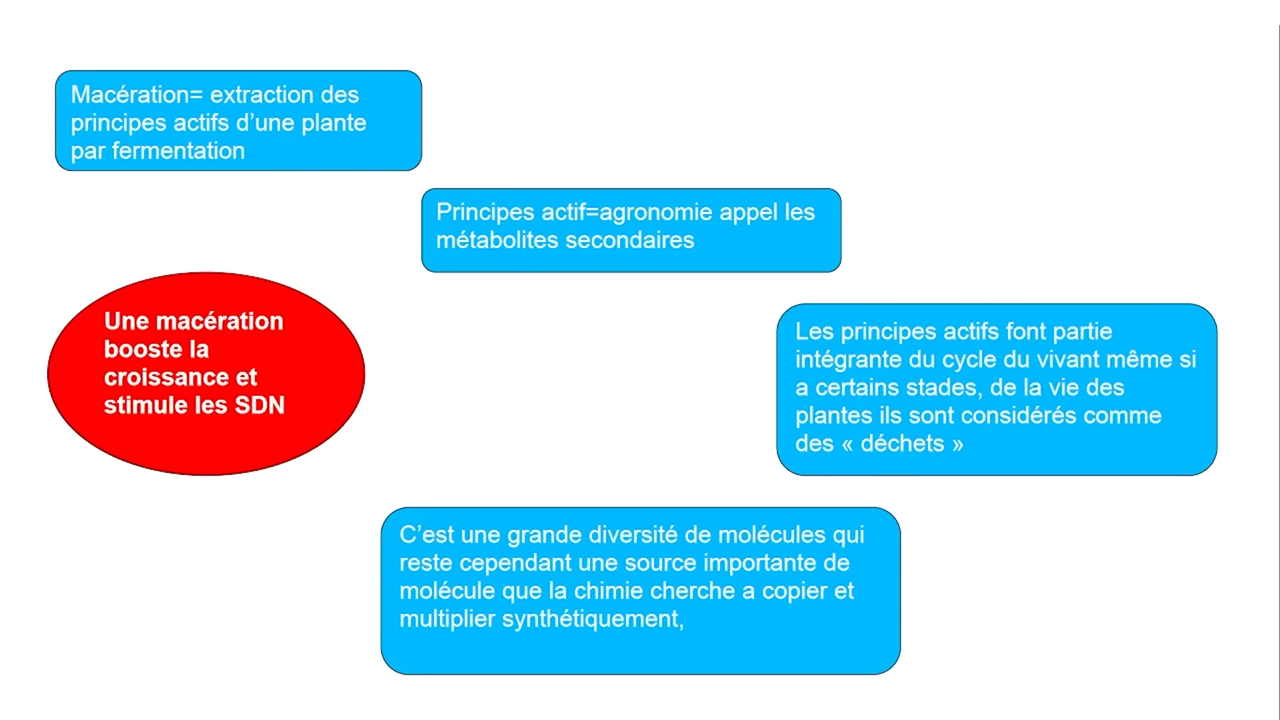 Macération= extraction des
principes actifs d’une plante
par fermentation
Principes actif=agronomie appel les
métabolites secondaires
Une macération
booste la
croissance et
stimule les SDN
Les principes actifs font partie
intégrante du cycle du vivant même si
a certains stades, de la vie des
plantes ils sont considérés comme
des « déchets »
C’est une grande diversité de molécules qui
reste cependant une source importante de
molécule que la chimie cherche a copier et
multiplier synthétiquement,